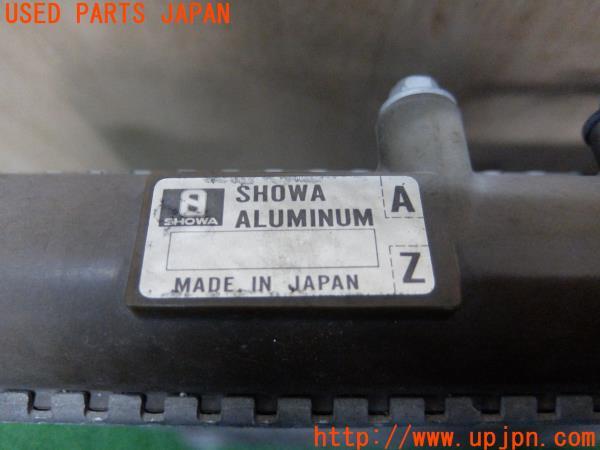 USED PARTS JAPAN
SHOWA
SHOWA
ALUMINUM
A
Z
MADE. IN JAPAN
http://www.upjpn.com/